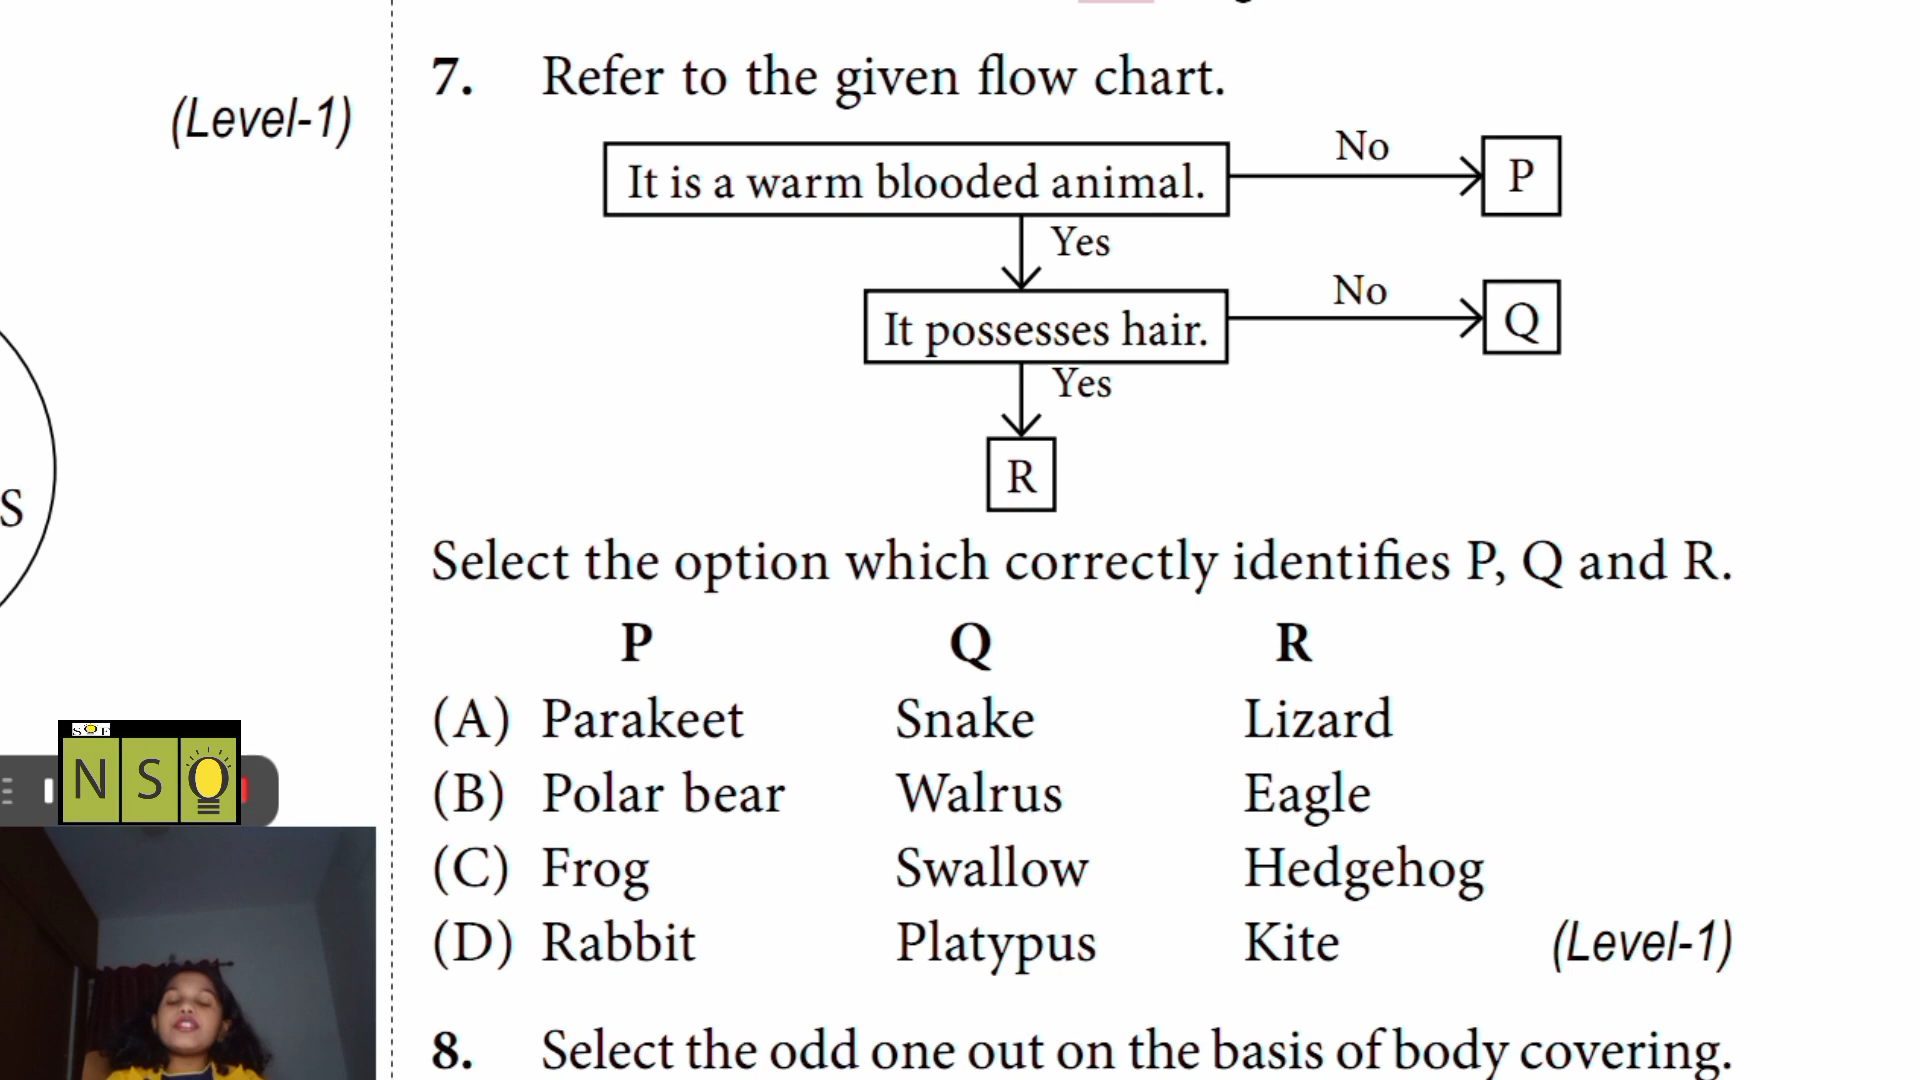 (Level-1)
S
S O F
N S
7. Refer to the given flow chart.
It is a warm blooded animal.
No
P
Yes
It possesses hair.
No
Q
Yes
R
Select the option which correctly identifies P, Q and R.
P Q R
(A) Parakeet Snake Lizard
(B) Polar bear Walrus Eagle
(C) Frog Swallow Hedgehog
(D) Rabbit Platypus Kite (Level-1)
8. Select the odd one out on the basis of body covering.